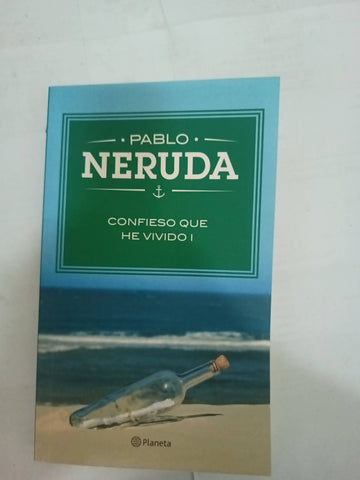 PABLO
NERUDA
CONFIESO QUE
HE VIVIDO I
Planeta